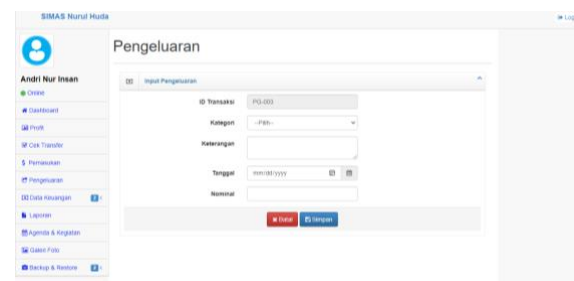 SIMAS Nurul Huda
Log
Pengeluaran
Andri Nur Insan
Online
Dashboard
Profil
Cek Transfer
Pemasukan
Pengeluaran
Data Keuangan
Laporan
Agenda & Kegiatan
Galeri Foto
Backup & Restore
Input Pengeluaran
ID Transaksi
PG-003
Kategori
--Pilih--
Keterangan
Tanggal
mm/dd/yyyy
Nominal
Batal
Simpan